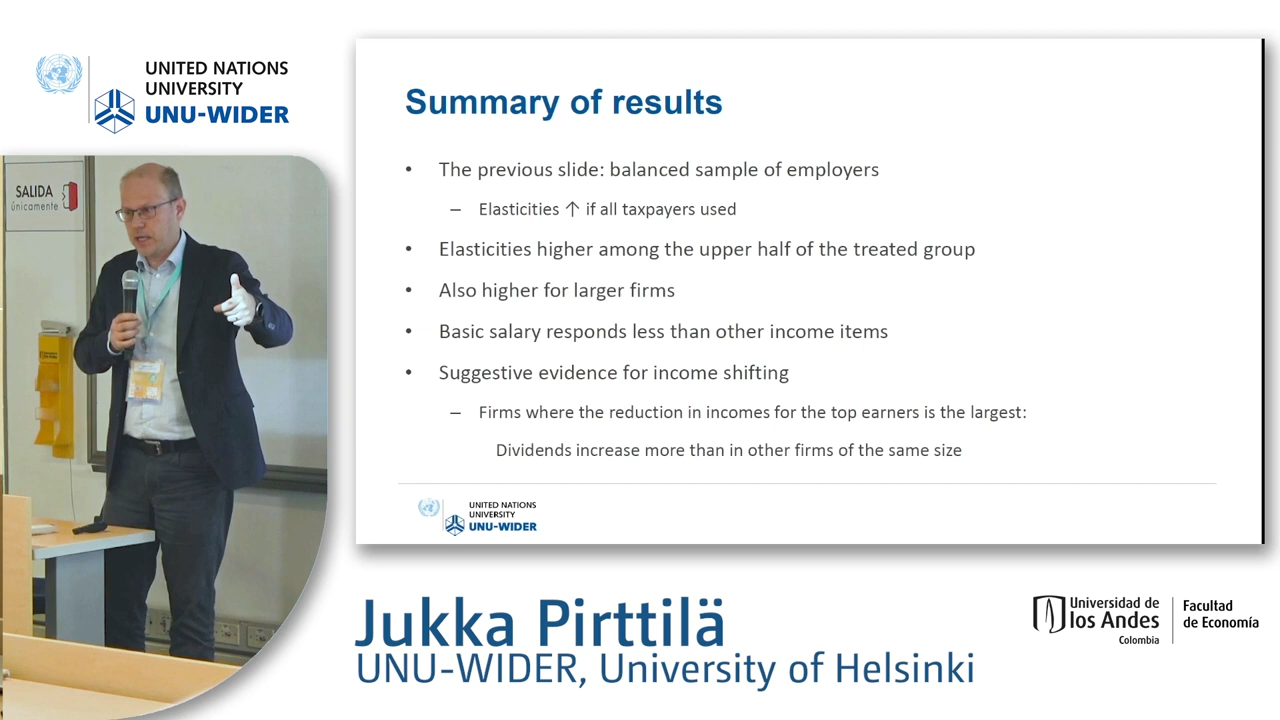 UNITED NATIONS
UNIVERSITY
UNU-WIDER
SALIDA
únicamente
Summary of results
• The previous slide: balanced sample of employers
– Elasticities ↑ if all taxpayers used
• Elasticities higher among the upper half of the treated group
• Also higher for larger firms
• Basic salary responds less than other income items
• Suggestive evidence for income shifting
– Firms where the reduction in incomes for the top earners is the largest:
Dividends increase more than in other firms of the same size
UNITED NATIONS
UNIVERSITY
UNU-WIDER
Jukka Pirttilä
UNU-WIDER, University of Helsinki
Universidad de
los Andes
Colombia
Facultad
de Economía